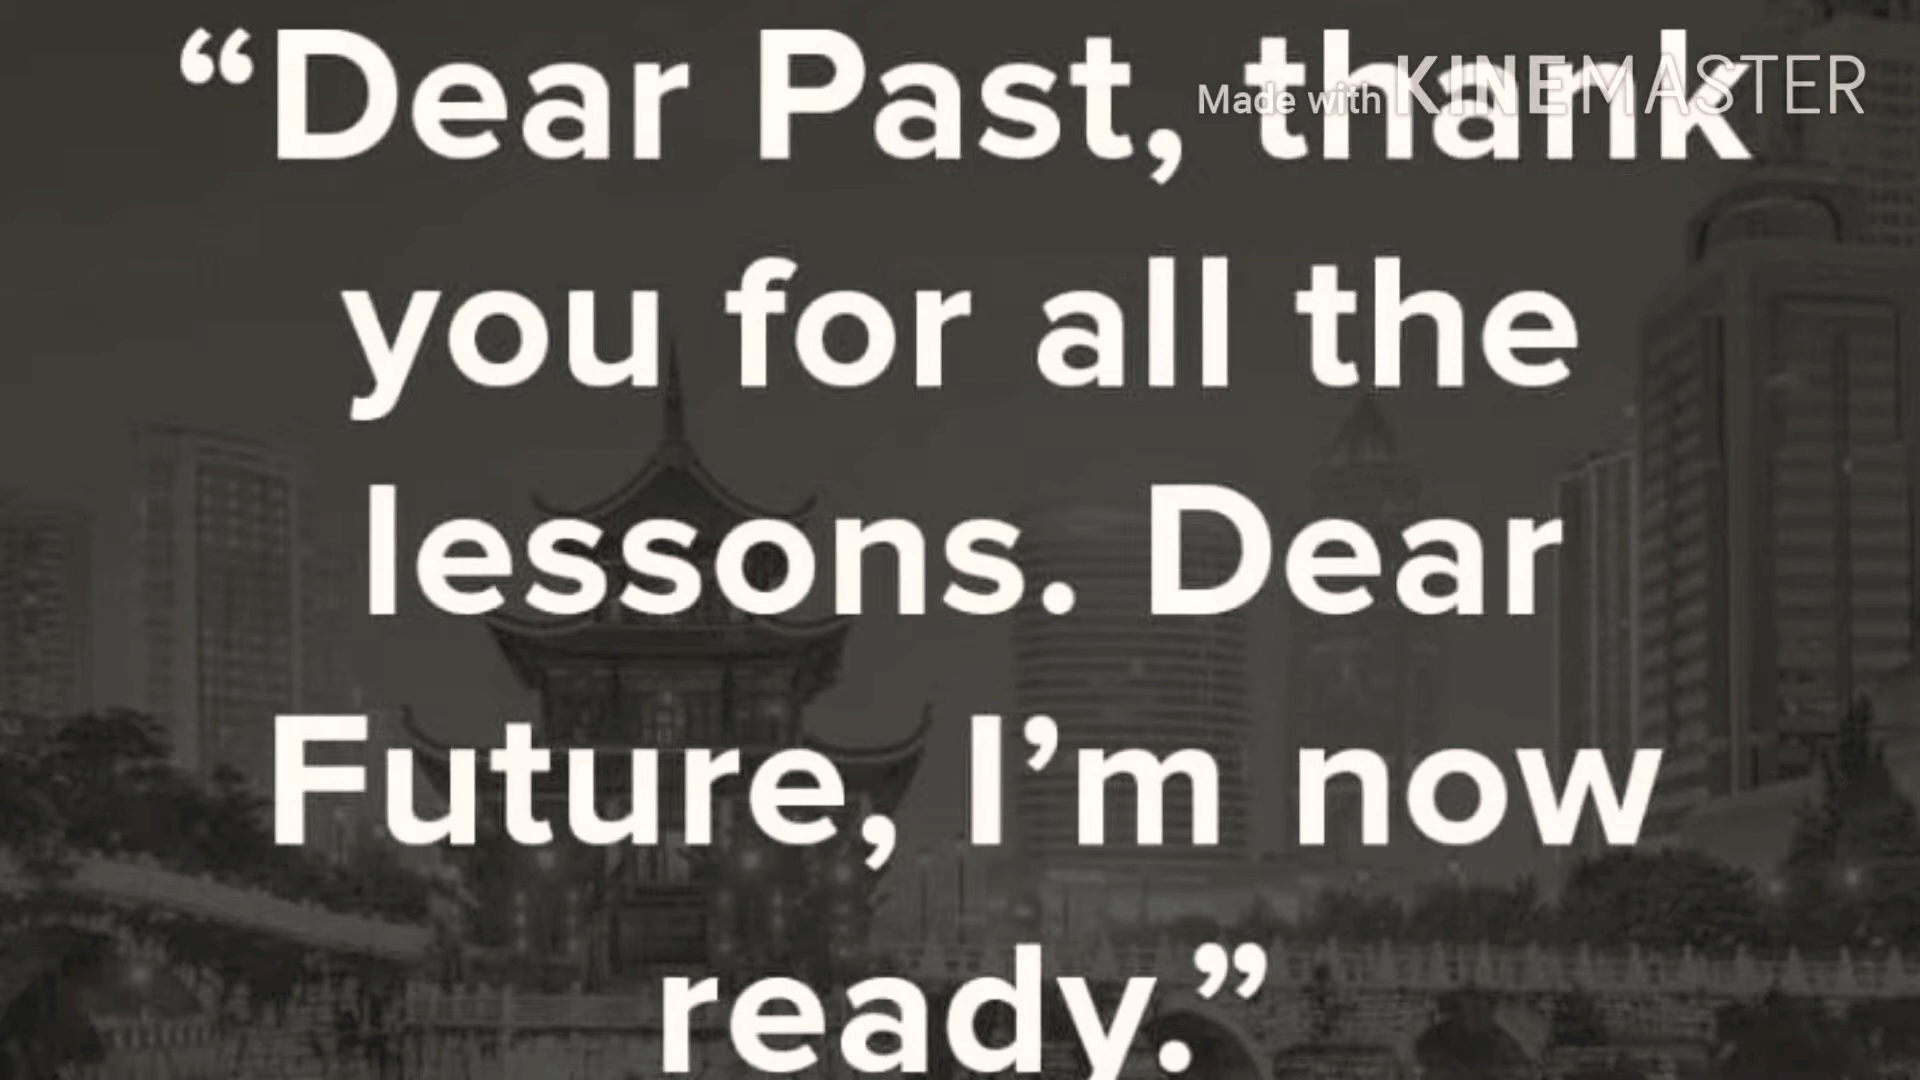 “Dear Past, thank
Made with KINEMASTER
you for all the
lessons. Dear
Future, I’m now
ready.”